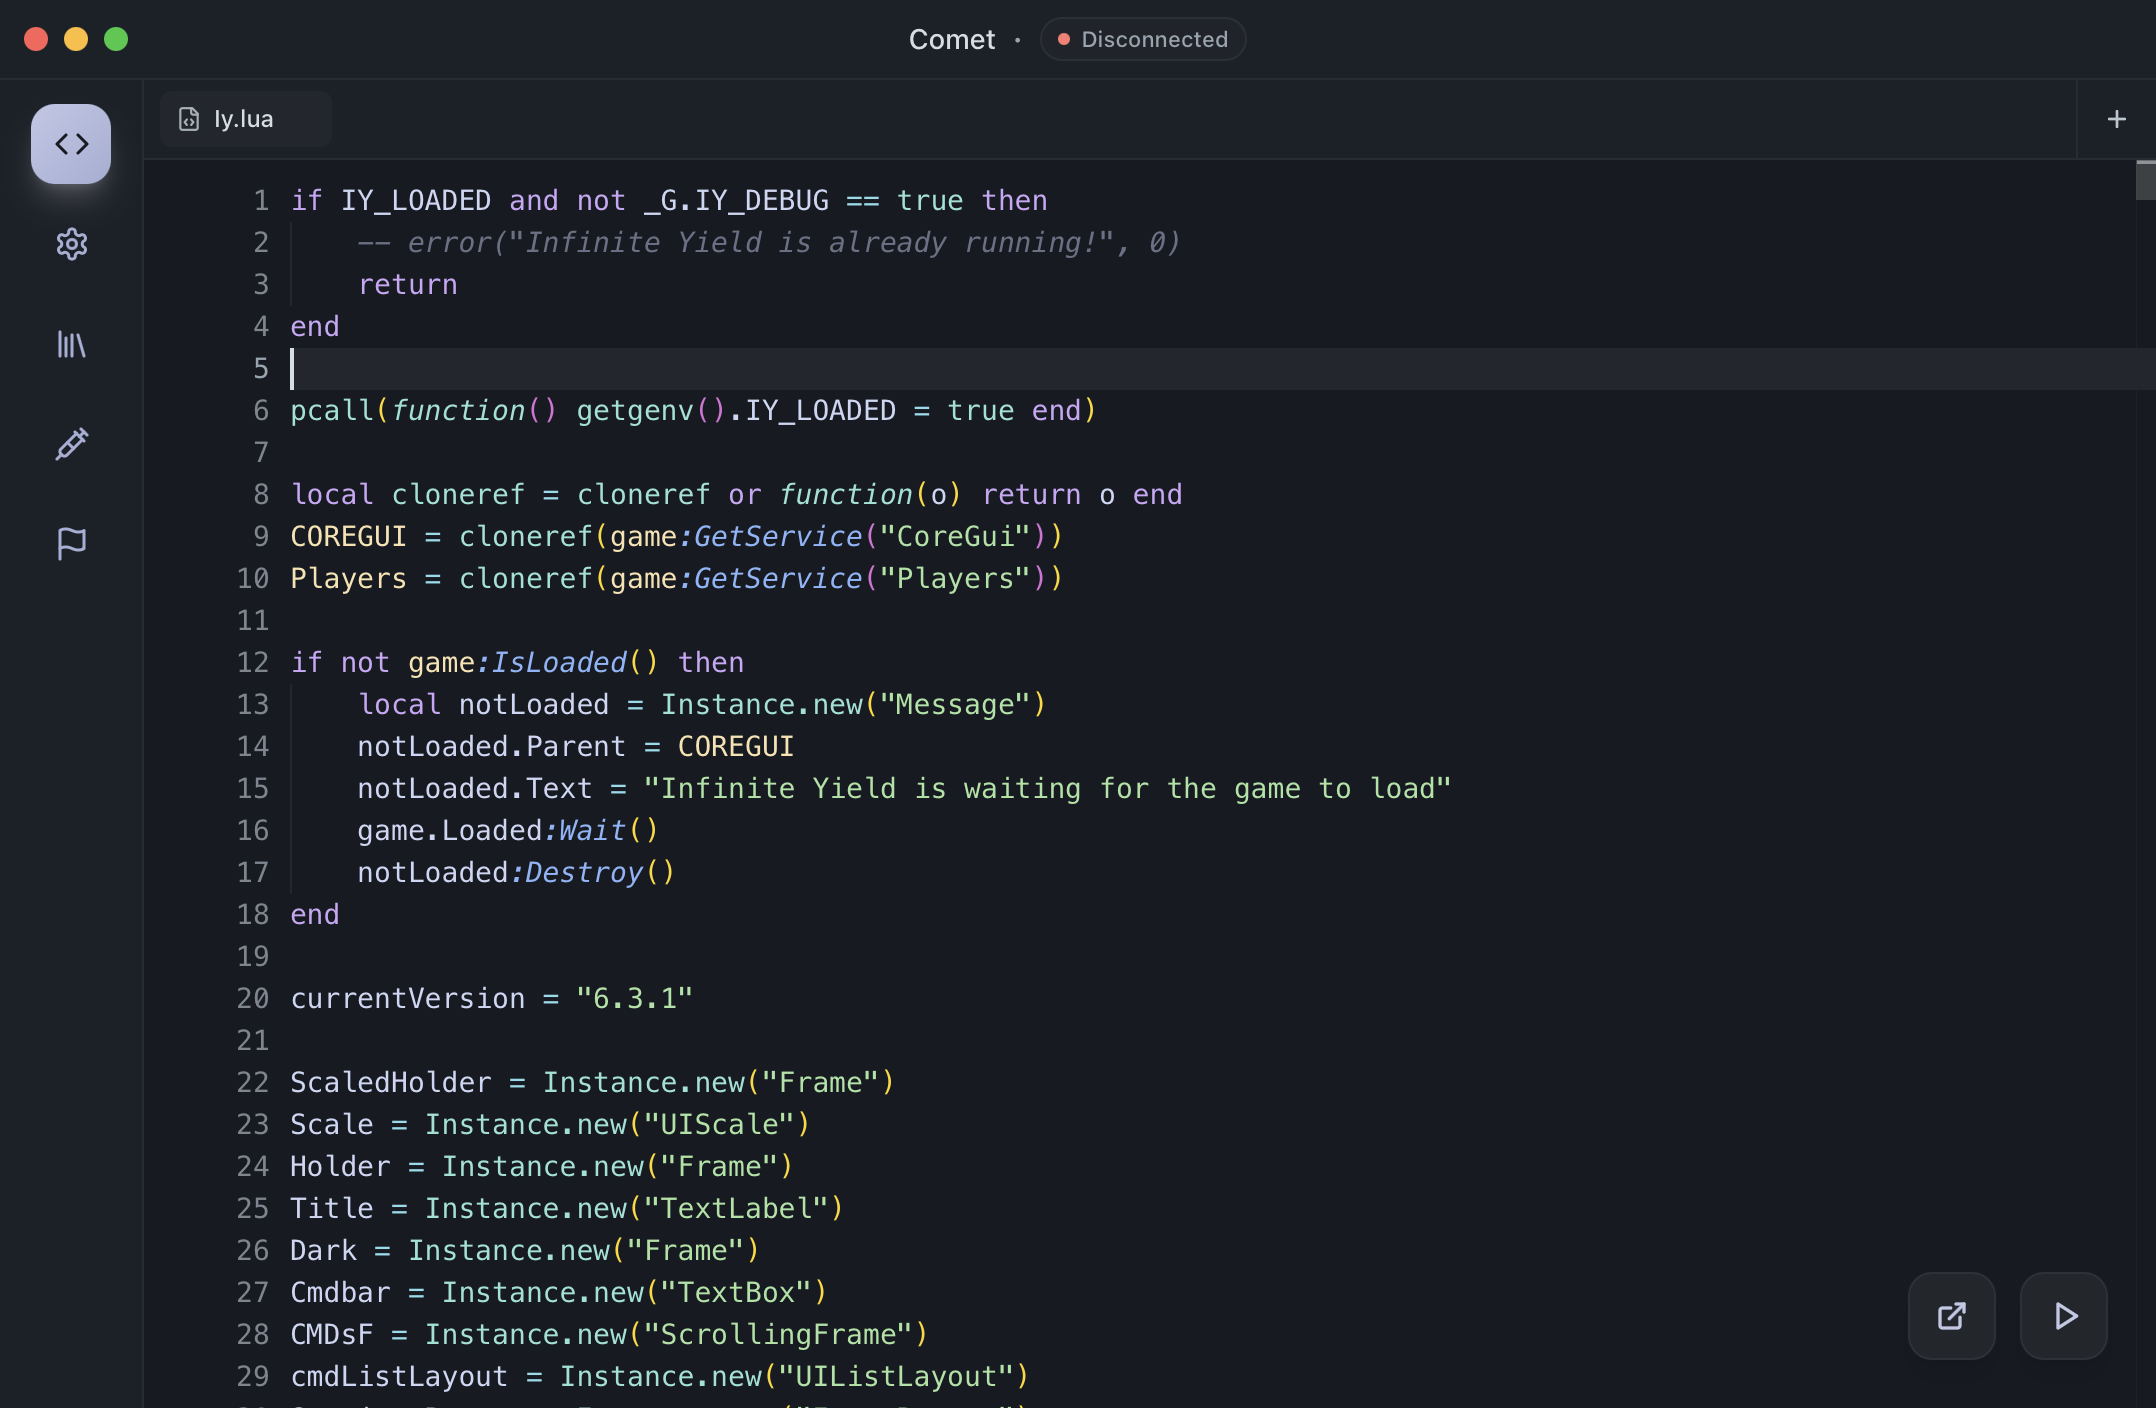 Comet · Disconnected
ly.lua
1 if IY_LOADED and not _G.IY_DEBUG == true then
2     -- error("Infinite Yield is already running!", 0)
3     return
4 end
5
6 pcall(function() getgenv().IY_LOADED = true end)
7
8 local cloneref = cloneref or function(o) return o end
9 COREGUI = cloneref(game:GetService("CoreGui"))
10 Players = cloneref(game:GetService("Players"))
11
12 if not game:IsLoaded() then
13     local notLoaded = Instance.new("Message")
14     notLoaded.Parent = COREGUI
15     notLoaded.Text = "Infinite Yield is waiting for the game to load"
16     game.Loaded:Wait()
17     notLoaded:Destroy()
18 end
19
20 currentVersion = "6.3.1"
21
22 ScaledHolder = Instance.new("Frame")
23 Scale = Instance.new("UIScale")
24 Holder = Instance.new("Frame")
25 Title = Instance.new("TextLabel")
26 Dark = Instance.new("Frame")
27 Cmdbar = Instance.new("TextBox")
28 CMDsF = Instance.new("ScrollingFrame")
29 cmdListLayout = Instance.new("UIListLayout")